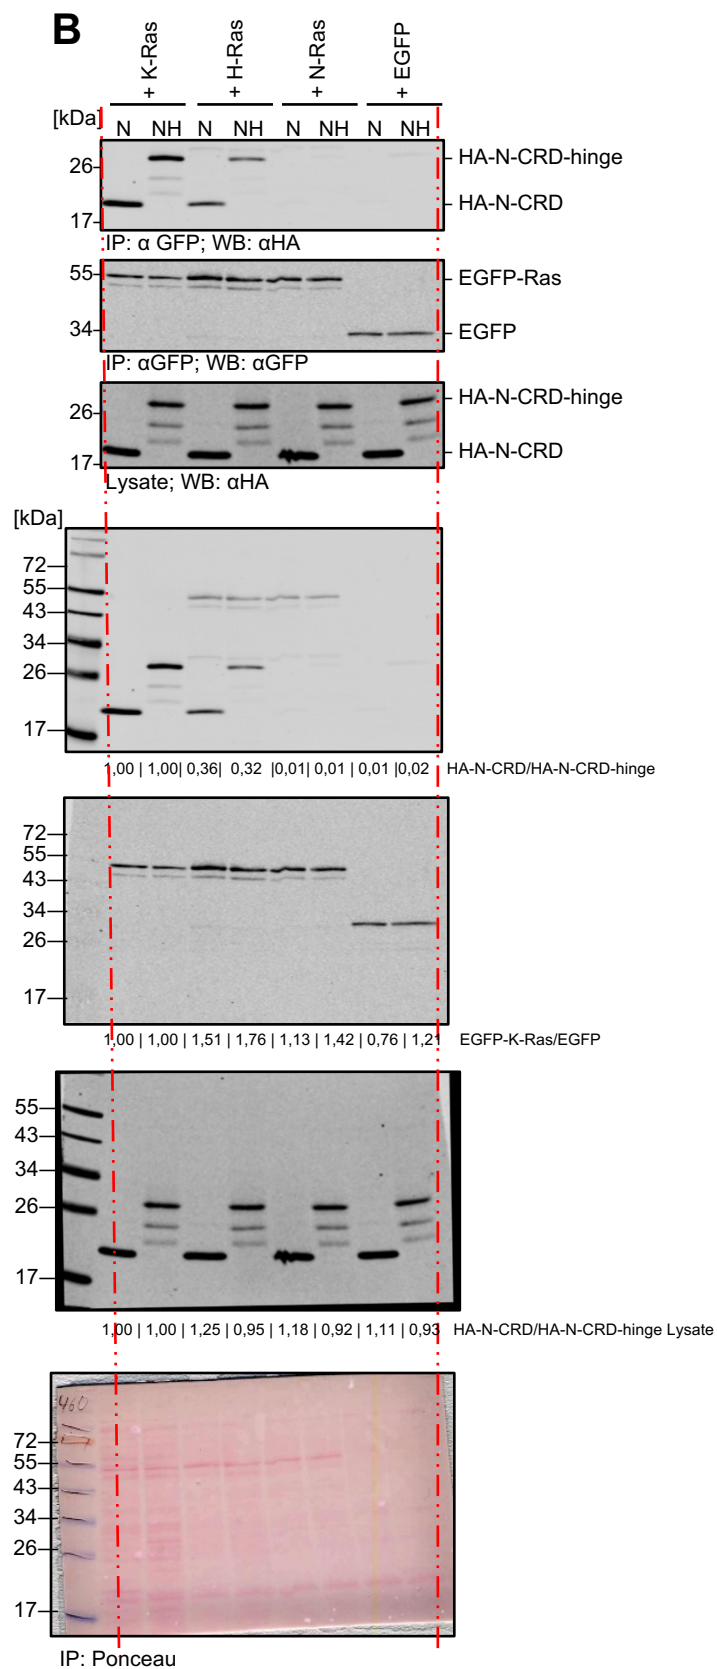 B
+ K-Ras
+ H-Ras
+ N-Ras
+ EGFP
[kDa] N NH N NH N NH N NH
26 HA-N-CRD-hinge
17 HA-N-CRD
IP: α GFP; WB: αHA
55 EGFP-Ras
34 EGFP
IP: αGFP; WB: αGFP
26 HA-N-CRD-hinge
17 HA-N-CRD
Lysate; WB: αHA
[kDa]
72
55
43
34
26
17
1,00 | 1,00| 0,36| 0,32 |0,01| 0,01 | 0,01 |0,02 HA-N-CRD/HA-N-CRD-hinge
72
55
43
34
26
17
1,00 | 1,00 | 1,51 | 1,76 | 1,13 | 1,42 | 0,76 | 1,21 EGFP-K-Ras/EGFP
55
43
34
26
17
1,00 | 1,00 | 1,25 | 0,95 | 1,18 | 0,92 | 1,11 | 0,93 HA-N-CRD/HA-N-CRD-hinge Lysate
460
72
55
43
34
26
17
IP: Ponceau